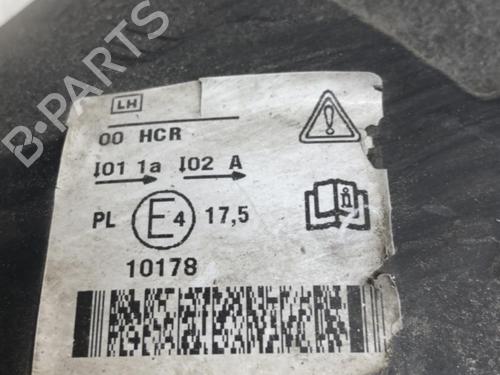 LH
00 HCR
I01 1a I02 A
PL E4 17,5
10178
B-PARTS